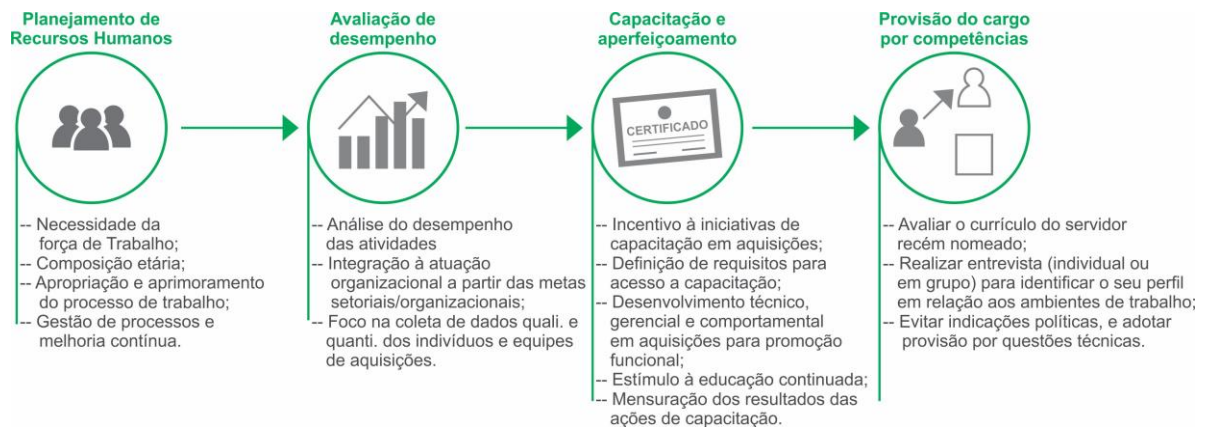 Planejamento de
Recursos Humanos
-- Necessidade da
força de Trabalho;
-- Composição etária;
-- Apropriação e aprimoramento
do processo de trabalho;
-- Gestão de processos e
melhoria contínua.
Avaliação de
desempenho
-- Análise do desempenho
das atividades
-- Integração à atuação
organizacional a partir das metas
setoriais/organizacionais;
-- Foco na coleta de dados quali. e
quanti. dos indivíduos e equipes
de aquisições.
Capacitação e
aperfeiçoamento
CERTIFICADO
-- Incentivo à iniciativas de
capacitação em aquisições;
-- Definição de requisitos para
acesso a capacitação;
-- Desenvolvimento técnico,
gerencial e comportamental
em aquisições para promoção
funcional;
-- Estímulo à educação continuada;
-- Mensuração dos resultados das
ações de capacitação.
Provisão do cargo
por competências
-- Avaliar o currículo do servidor
recém nomeado;
-- Realizar entrevista (individual ou
em grupo) para identificar o seu perfil
em relação aos ambientes de trabalho;
-- Evitar indicações políticas, e adotar
provisão por questões técnicas.